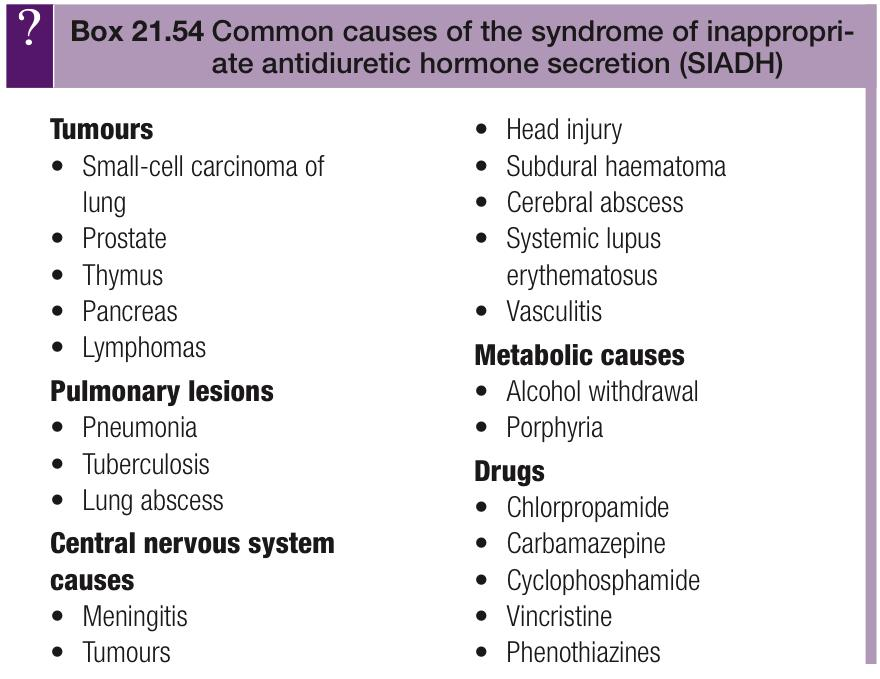 ?
Box 21.54 Common causes of the syndrome of inappropri-
ate antidiuretic hormone secretion (SIADH)
Tumours
• Small-cell carcinoma of
lung
• Prostate
• Thymus
• Pancreas
• Lymphomas
Pulmonary lesions
• Pneumonia
• Tuberculosis
• Lung abscess
Central nervous system
causes
• Meningitis
• Tumours
• Head injury
• Subdural haematoma
• Cerebral abscess
• Systemic lupus
erythematosus
• Vasculitis
Metabolic causes
• Alcohol withdrawal
• Porphyria
Drugs
• Chlorpropamide
• Carbamazepine
• Cyclophosphamide
• Vincristine
• Phenothiazines